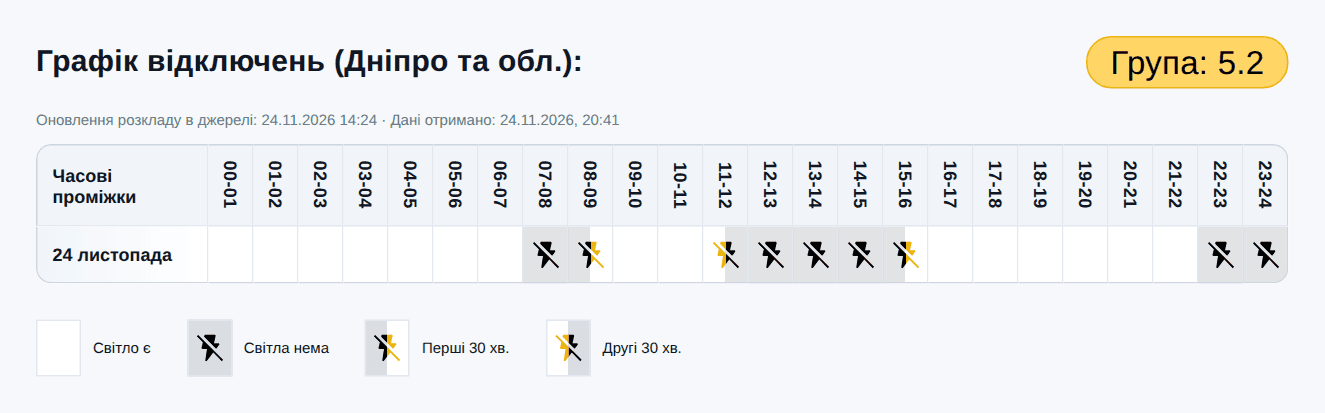 Графік відключень (Дніпро та обл.):
Група: 5.2
Оновлення розкладу в джерелі: 24.11.2026 14:24 · Дані отримано: 24.11.2026, 20:41
Часові
проміжки
00-01
01-02
02-03
03-04
04-05
05-06
06-07
07-08
08-09
09-10
10-11
11-12
12-13
13-14
14-15
15-16
16-17
17-18
18-19
19-20
20-21
21-22
22-23
23-24
24 листопада
Світло є
Світла нема
Перші 30 хв.
Другі 30 хв.